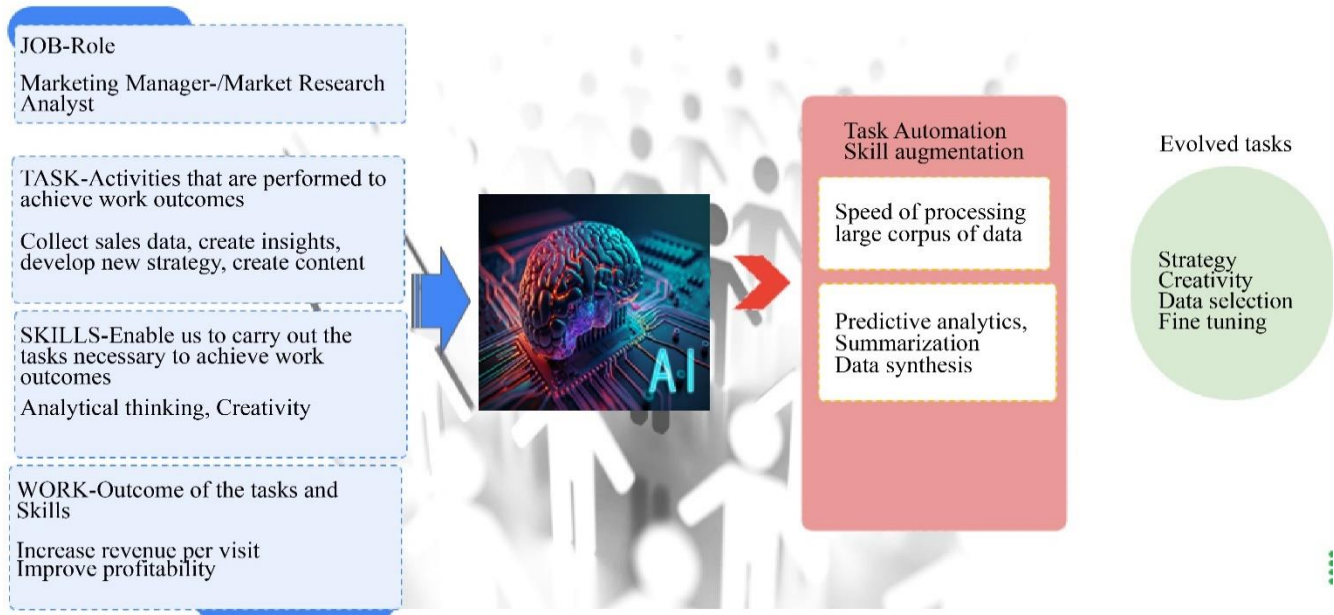 JOB-Role
Marketing Manager-/Market Research
Analyst
TASK-Activities that are performed to
achieve work outcomes
Collect sales data, create insights,
develop new strategy, create content
SKILLS-Enable us to carry out the
tasks necessary to achieve work
outcomes
Analytical thinking, Creativity
WORK-Outcome of the tasks and
Skills
Increase revenue per visit
Improve profitability
AI
Task Automation
Skill augmentation
Speed of processing
large corpus of data
Predictive analytics,
Summarization
Data synthesis
Evolved tasks
Strategy
Creativity
Data selection
Fine tuning